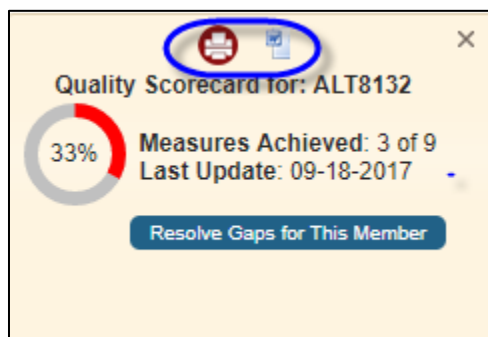 Quality Scorecard for: ALT8132
33%
Measures Achieved: 3 of 9
Last Update: 09-18-2017
Resolve Gaps for This Member